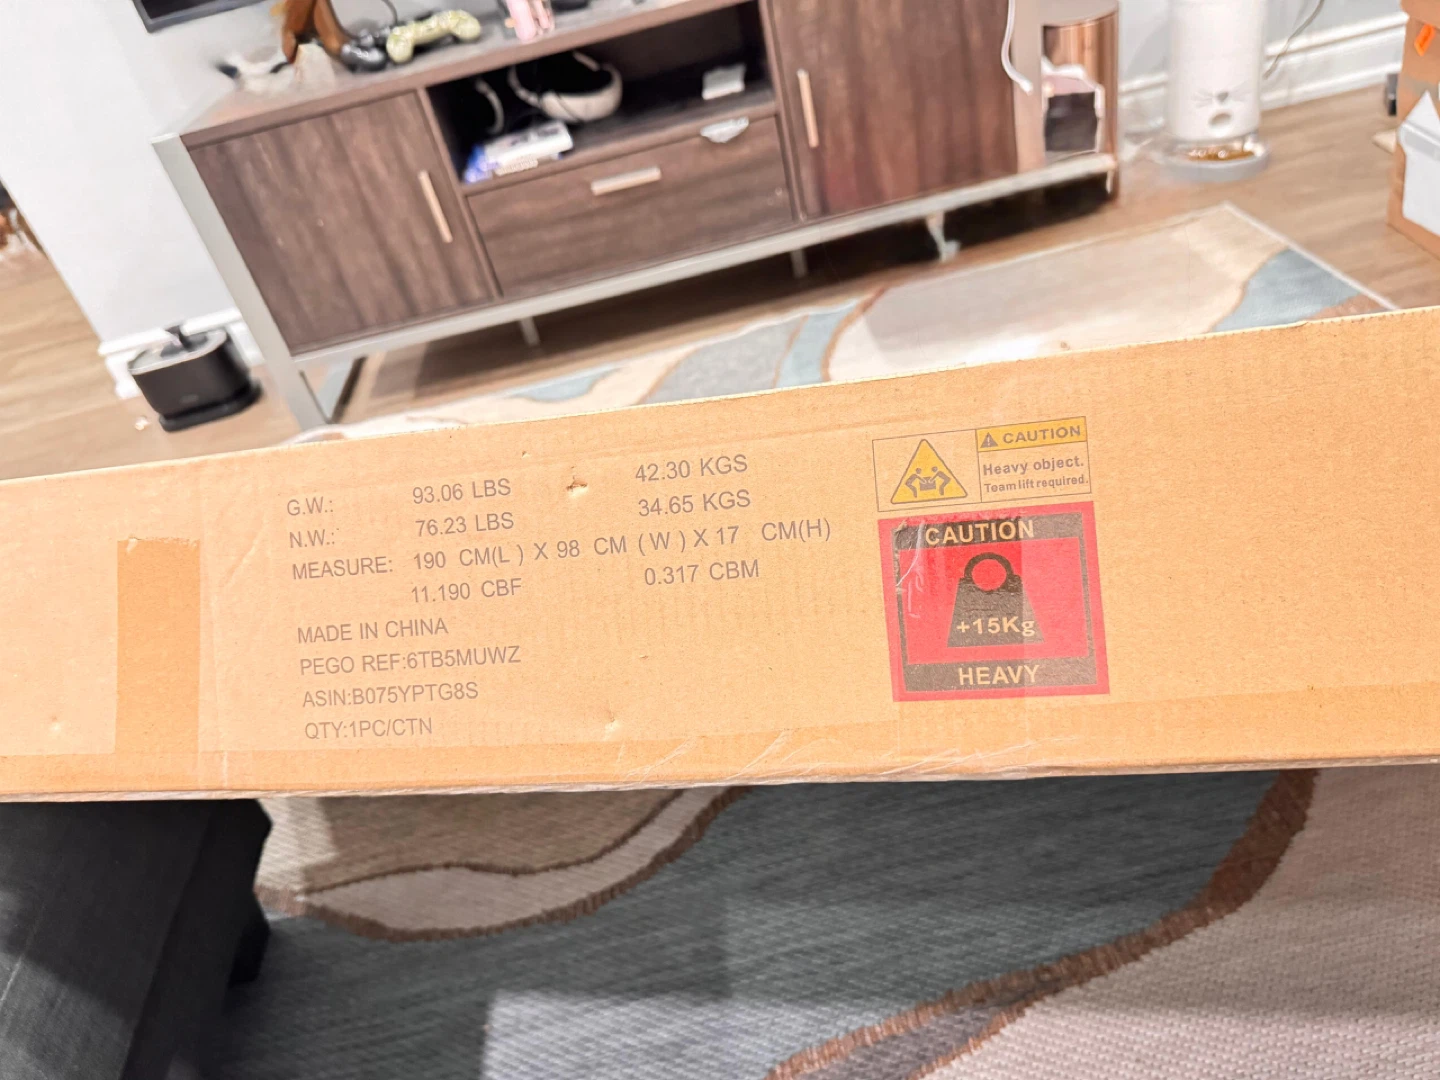 G.W.: 93.06 LBS 42.30 KGS
N.W.: 76.23 LBS 34.65 KGS
MEASURE: 190 CM(L) X 98 CM (W) X 17 CM(H)
11.190 CBF 0.317 CBM
MADE IN CHINA
PEGO REF:6TB5MUWZ
ASIN:B075YPTG8S
QTY:1PC/CTN
CAUTION
Heavy object.
Team lift required.
CAUTION
+15Kg
HEAVY